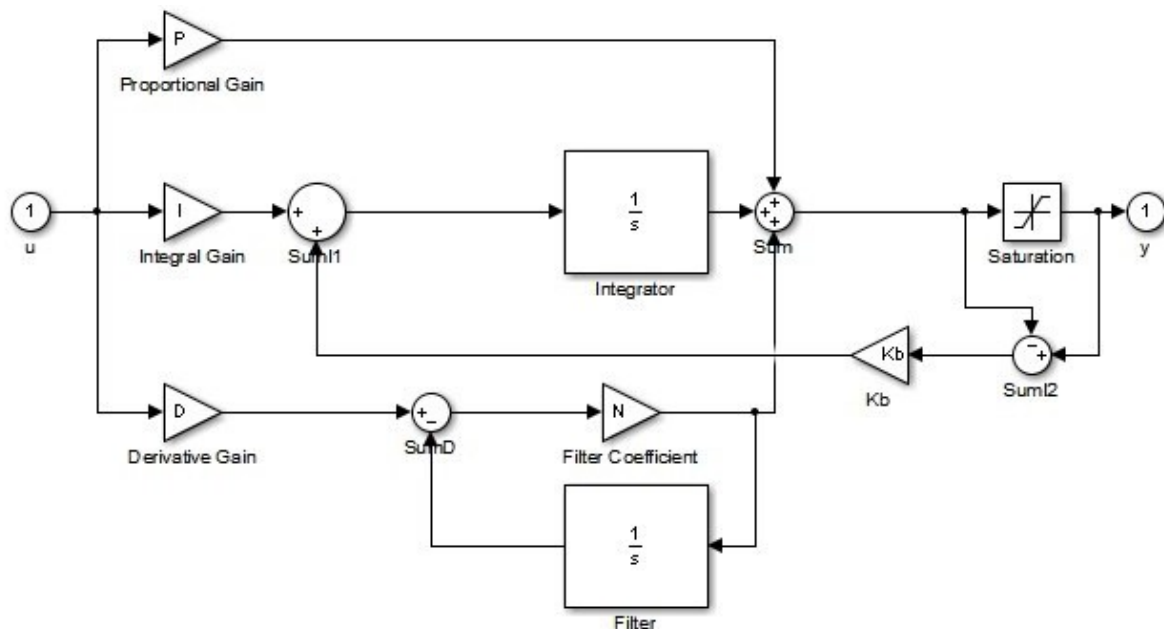 P
Proportional Gain
1
u
I
Integral Gain
+
+
SumI1
1
s
Integrator
+
+
+
Sum
Saturation
1
y
Kb
Kb
−
+
SumI2
D
Derivative Gain
+
−
SumD
N
Filter Coefficient
1
s
Filter